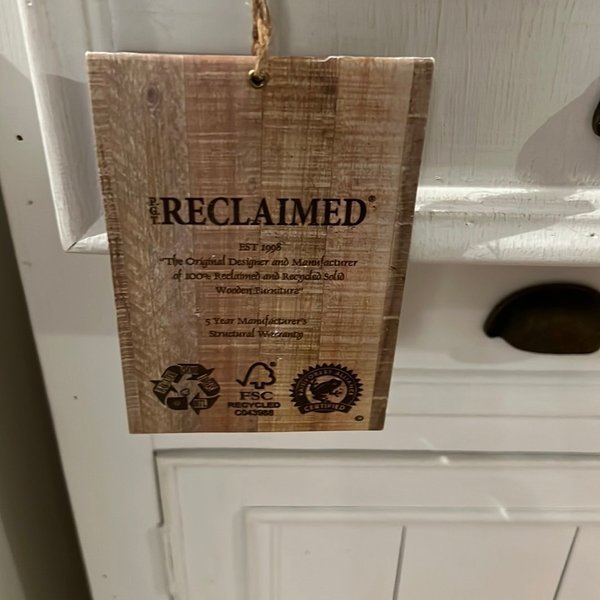 RECLAIMED®
EST 1998
"The Original Designer and Manufacturer
of 100% Reclaimed and Recycled Solid
Wooden Furniture"
5 Year Manufacturer's
Structural Warranty
FSC
RECYCLED
C043988
CERTIFIED